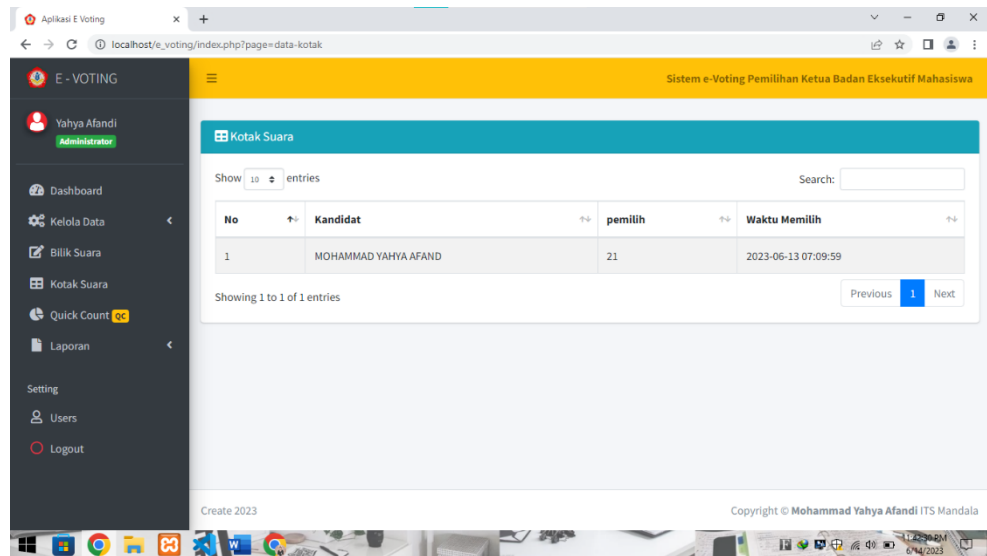 Aplikasi E Voting
localhost/e_voting/index.php?page=data-kotak
E - VOTING
Sistem e-Voting Pemilihan Ketua Badan Eksekutif Mahasiswa
Yahya Afandi
Administrator
Dashboard
Kelola Data
Bilik Suara
Kotak Suara
Quick Count QC
Laporan
Setting
Users
Logout
Kotak Suara
Show 10 entries
Search:
No Kandidat pemilih Waktu Memilih
1 MOHAMMAD YAHYA AFAND 21 2023-06-13 07:09:59
Showing 1 to 1 of 1 entries
Previous 1 Next
Create 2023
Copyright © Mohammad Yahya Afandi ITS Mandala
11:42:30 PM
6/14/2023